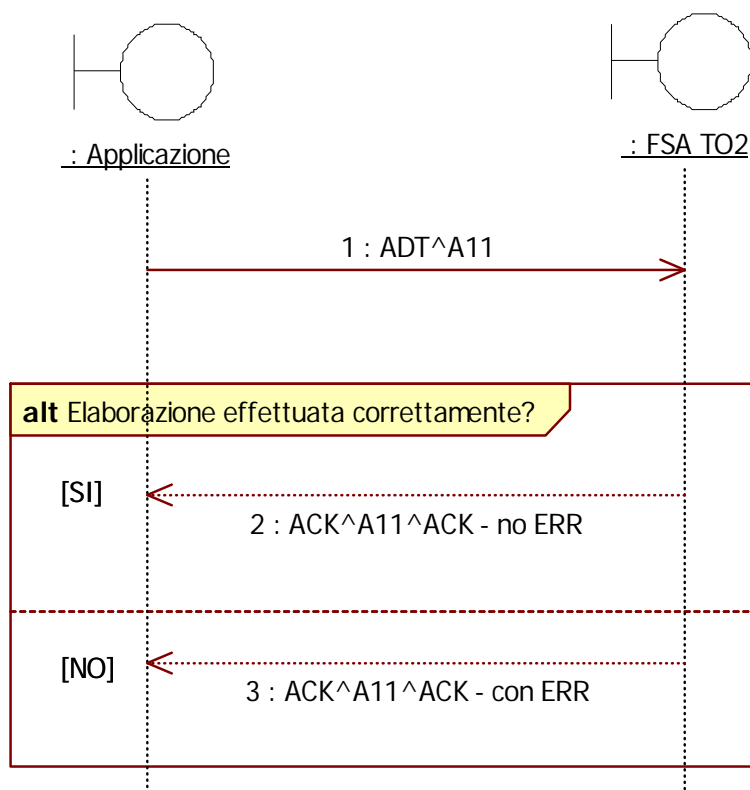 : Applicazione
: FSA TO2
1 : ADT^A11
alt Elaborazione effettuata correttamente?
[SI]
2 : ACK^A11^ACK - no ERR
[NO]
3 : ACK^A11^ACK - con ERR